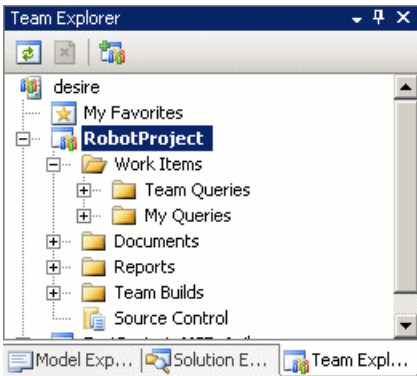 Team Explorer
desire
My Favorites
RobotProject
Work Items
Team Queries
My Queries
Documents
Reports
Team Builds
Source Control
Model Exp... Solution E... Team Expl...